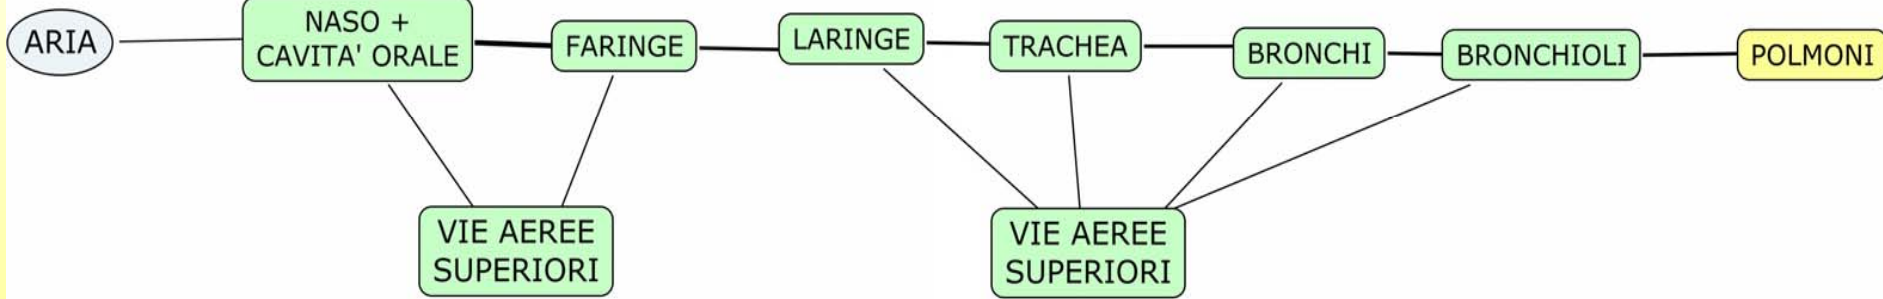 ARIA
NASO +
CAVITA' ORALE
FARINGE
LARINGE
TRACHEA
BRONCHI
BRONCHIOLI
POLMONI
VIE AEREE
SUPERIORI
VIE AEREE
SUPERIORI